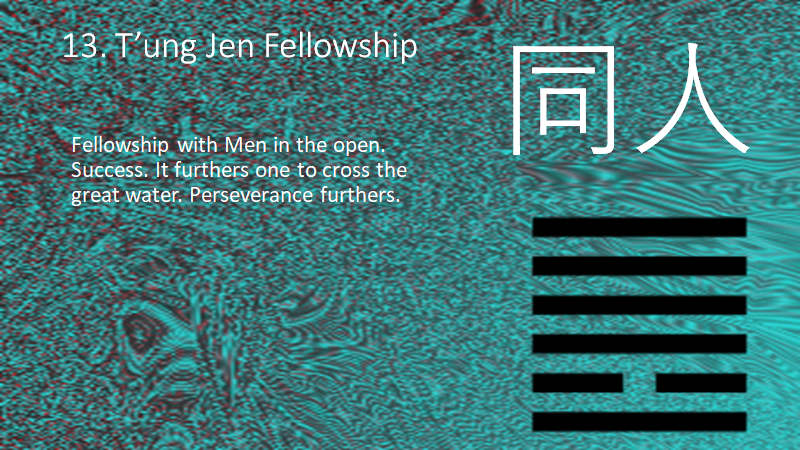 13. T’ung Jen Fellowship
同人
Fellowship with Men in the open.
Success. It furthers one to cross the
great water. Perseverance furthers.